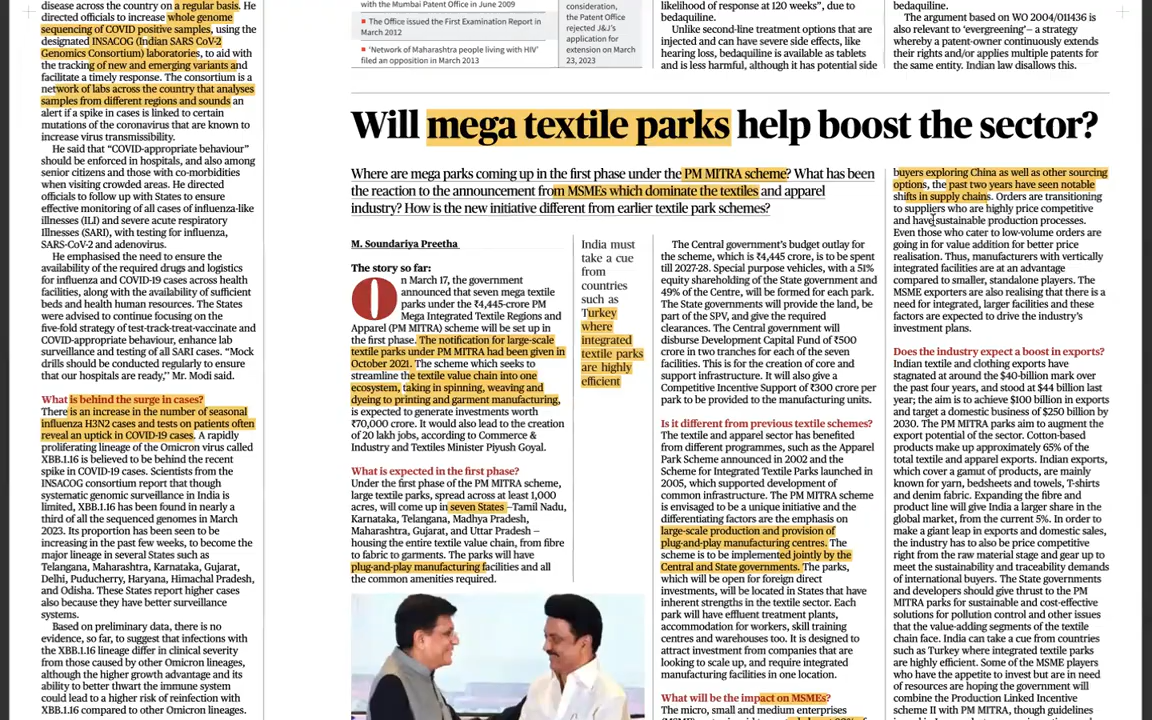 disease across the country on a regular basis. He
directed officials to increase whole genome
sequencing of COVID positive samples, using the
designated INSACOG (Indian SARS CoV-2
Genomics Consortium) laboratories, to aid with
the tracking of new and emerging variants and
facilitate a timely response. The consortium is a
network of labs across the country that analyses
samples from different regions and sounds an
alert if a spike in cases is linked to certain
mutations of the coronavirus that are known to
increase virus transmissibility.
He said that “COVID-appropriate behaviour”
should be enforced in hospitals, and also among
senior citizens and those with co-morbidities
when visiting crowded areas. He directed
officials to follow up with States to ensure
effective monitoring of all cases of influenza-like
illnesses (ILI) and severe acute respiratory
Illnesses (SARI), with testing for influenza,
SARS-CoV-2 and adenovirus.
He emphasised the need to ensure the
availability of the required drugs and logistics
for influenza and COVID-19 cases across health
facilities, along with the availability of sufficient
beds and health human resources. The States
were advised to continue focusing on the
five-fold strategy of test-track-treat-vaccinate and
COVID-appropriate behaviour, enhance lab
surveillance and testing of all SARI cases. “Mock
drills should be conducted regularly to ensure
that our hospitals are ready,” Mr. Modi said.
What is behind the surge in cases?
There is an increase in the number of seasonal
influenza H3N2 cases and tests on patients often
reveal an uptick in COVID-19 cases. A rapidly
proliferating lineage of the Omicron virus called
XBB.1.16 is believed to be behind the recent
spike in COVID-19 cases. Scientists from the
INSACOG consortium report that though
systematic genomic surveillance in India is
limited, XBB.1.16 has been found in nearly a
third of all the sequenced genomes in March
2023. Its proportion has been seen to be
increasing in the past few weeks, to become the
major lineage in several States such as
Telangana, Maharashtra, Karnataka, Gujarat,
Delhi, Puducherry, Haryana, Himachal Pradesh,
and Odisha. These States report higher cases
also because they have better surveillance
systems.
Based on preliminary data, there is no
evidence, so far, to suggest that infections with
the XBB.1.16 lineage differ in clinical severity
from those caused by other Omicron lineages,
although the higher growth advantage and its
ability to better thwart the immune system
could lead to a higher risk of reinfection with
XBB.1.16 compared to other Omicron lineages.
with the Mumbai Patent Office in June 2009
The Office issued the First Examination Report in
March 2012
‘Network of Maharashtra people living with HIV’
filed an opposition in March 2013
consideration,
the Patent Office
rejected J&J’s
application for
extension on March
23, 2023
likelihood of response at 120 weeks”, due to
bedaquiline.
Unlike second-line treatment options that are
injected and can have severe side effects, like
hearing loss, bedaquiline is available as tablets
and is less harmful, although it has potential side
bedaquiline.
The argument based on WO 2004/011436 is
also relevant to ‘evergreening’— a strategy
whereby a patent-owner continuously extends
their rights and/or applies multiple patents for
the same entity. Indian law disallows this.
Will mega textile parks help boost the sector?
Where are mega parks coming up in the first phase under the PM MITRA scheme? What has been
the reaction to the announcement from MSMEs which dominate the textiles and apparel
industry? How is the new initiative different from earlier textile park schemes?
M. Soundariya Preetha
The story so far:
On March 17, the government
announced that seven mega textile
parks under the ₹4,445-crore PM
Mega Integrated Textile Regions and
Apparel (PM MITRA) scheme will be set up in
the first phase. The notification for large-scale
textile parks under PM MITRA had been given in
October 2021. The scheme which seeks to
streamline the textile value chain into one
ecosystem, taking in spinning, weaving and
dyeing to printing and garment manufacturing,
is expected to generate investments worth
₹70,000 crore. It would also lead to the creation
of 20 lakh jobs, according to Commerce &
Industry and Textiles Minister Piyush Goyal.
What is expected in the first phase?
Under the first phase of the PM MITRA scheme,
large textile parks, spread across at least 1,000
acres, will come up in seven States —Tamil Nadu,
Karnataka, Telangana, Madhya Pradesh,
Maharashtra, Gujarat, and Uttar Pradesh —
housing the entire textile value chain, from fibre
to fabric to garments. The parks will have
plug-and-play manufacturing facilities and all
the common amenities required.
India must
take a cue
from
countries
such as
Turkey
where
integrated
textile parks
are highly
efficient
The Central government’s budget outlay for
the scheme, which is ₹4,445 crore, is to be spent
till 2027-28. Special purpose vehicles, with a 51%
equity shareholding of the State government and
49% of the Centre, will be formed for each park.
The State governments will provide the land, be
part of the SPV, and give the required
clearances. The Central government will
disburse Development Capital Fund of ₹500
crore in two tranches for each of the seven
facilities. This is for the creation of core and
support infrastructure. It will also give a
Competitive Incentive Support of ₹300 crore per
park to be provided to the manufacturing units.
Is it different from previous textile schemes?
The textile and apparel sector has benefited
from different programmes, such as the Apparel
Park Scheme announced in 2002 and the
Scheme for Integrated Textile Parks launched in
2005, which supported development of
common infrastructure. The PM MITRA scheme
is envisaged to be a unique initiative and the
differentiating factors are the emphasis on
large-scale production and provision of
plug-and-play manufacturing centres. The
scheme is to be implemented jointly by the
Central and State governments. The parks,
which will be open for foreign direct
investments, will be located in States that have
inherent strengths in the textile sector. Each
park will have effluent treatment plants,
accommodation for workers, skill training
centres and warehouses too. It is designed to
attract investment from companies that are
looking to scale up, and require integrated
manufacturing facilities in one location.
What will be the impact on MSMEs?
The micro, small and medium enterprises
buyers exploring China as well as other sourcing
options, the past two years have seen notable
shifts in supply chains. Orders are transitioning
to suppliers who are highly price competitive
and have sustainable production processes.
Even those who cater to low-volume orders are
going in for value addition for better price
realisation. Thus, manufacturers with vertically
integrated facilities are at an advantage
compared to smaller, standalone players. The
MSME exporters are also realising that there is a
need for integrated, larger facilities and these
factors are expected to drive the industry’s
investment plans.
Does the industry expect a boost in exports?
Indian textile and clothing exports have
stagnated at around the $40-billion mark over
the past four years, and stood at $44 billion last
year; the aim is to achieve $100 billion in exports
and target a domestic business of $250 billion by
2030. The PM MITRA parks aim to augment the
export potential of the sector. Cotton-based
products make up approximately 65% of the
total textile and apparel exports. Indian exports,
which cover a gamut of products, are mainly
known for yarn, bedsheets and towels, T-shirts
and denim fabric. Expanding the fibre and
product line will give India a larger share in the
global market, from the current 5%. In order to
make a giant leap in exports and domestic sales,
the industry has to also be price competitive
right from the raw material stage and gear up to
meet the sustainability and traceability demands
of international buyers. The State governments
and developers should give thrust to the PM
MITRA parks for sustainable and cost-effective
solutions for pollution control and other issues
that the value-adding segments of the textile
chain face. India can take a cue from countries
such as Turkey where integrated textile parks
are highly efficient. Some of the MSME players
who have the appetite to invest but are in need
of resources are hoping the government will
combine the Production Linked Incentive
scheme II with PM MITRA, though guidelines